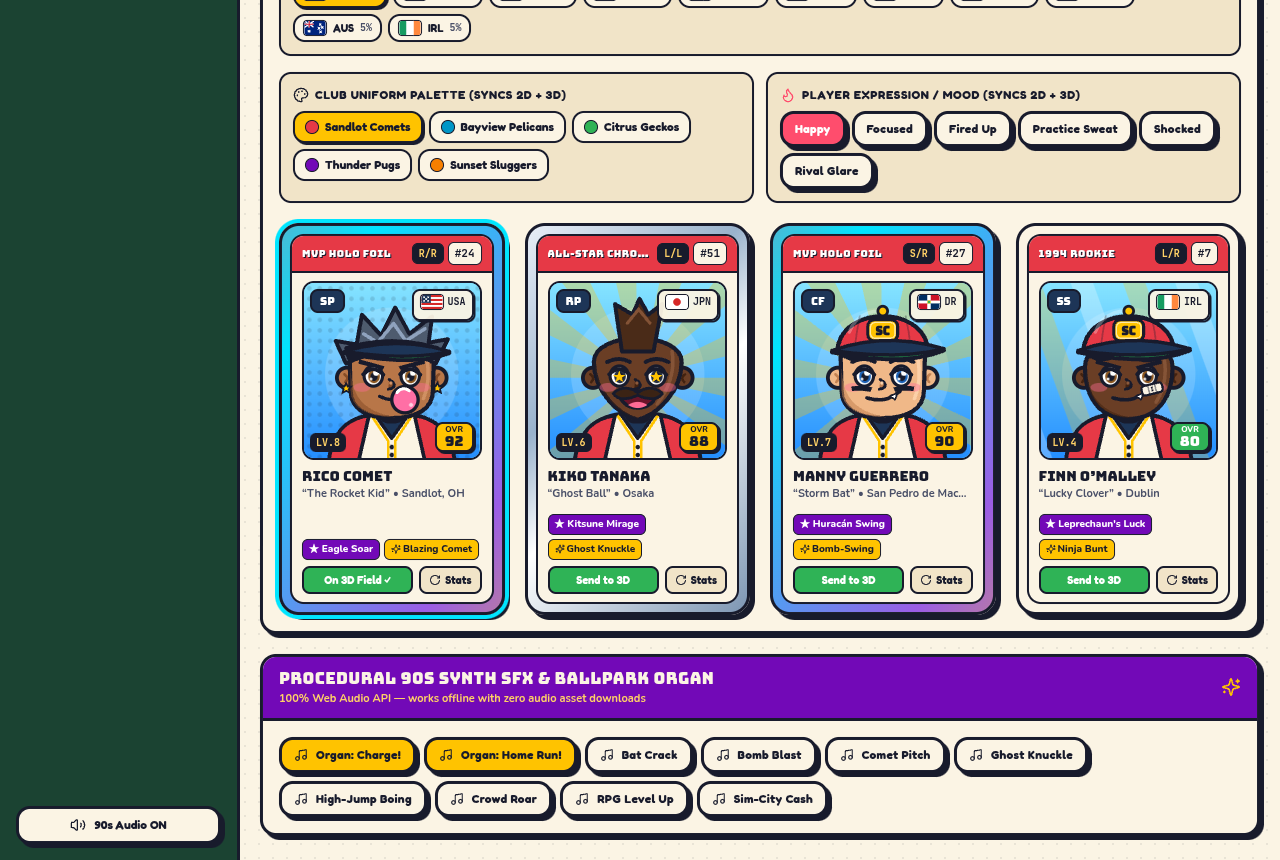 AUS 5%
IRL 5%
CLUB UNIFORM PALETTE (SYNCS 2D + 3D)
Sandlot Comets
Bayview Pelicans
Citrus Geckos
Thunder Pugs
Sunset Sluggers
PLAYER EXPRESSION / MOOD (SYNCS 2D + 3D)
Happy
Focused
Fired Up
Practice Sweat
Shocked
Rival Glare
MVP HOLO FOIL R/R #24
SP USA
LV.8 OVR
92
RICO COMET
“The Rocket Kid” • Sandlot, OH
Eagle Soar
Blazing Comet
On 3D Field ✓
Stats
ALL-STAR CHRO... L/L #51
RP JPN
LV.6 OVR
88
KIKO TANAKA
“Ghost Ball” • Osaka
Kitsune Mirage
Ghost Knuckle
Send to 3D
Stats
MVP HOLO FOIL S/R #27
CF DR
SC
LV.7 OVR
90
MANNY GUERRERO
“Storm Bat” • San Pedro de Mac...
Huracán Swing
Bomb-Swing
Send to 3D
Stats
1994 ROOKIE L/R #7
SS IRL
SC
LV.4 OVR
80
FINN O’MALLEY
“Lucky Clover” • Dublin
Leprechaun's Luck
Ninja Bunt
Send to 3D
Stats
PROCEDURAL 90S SYNTH SFX & BALLPARK ORGAN
100% Web Audio API — works offline with zero audio asset downloads
Organ: Charge!
Organ: Home Run!
Bat Crack
Bomb Blast
Comet Pitch
Ghost Knuckle
High-Jump Boing
Crowd Roar
RPG Level Up
Sim-City Cash
90s Audio ON